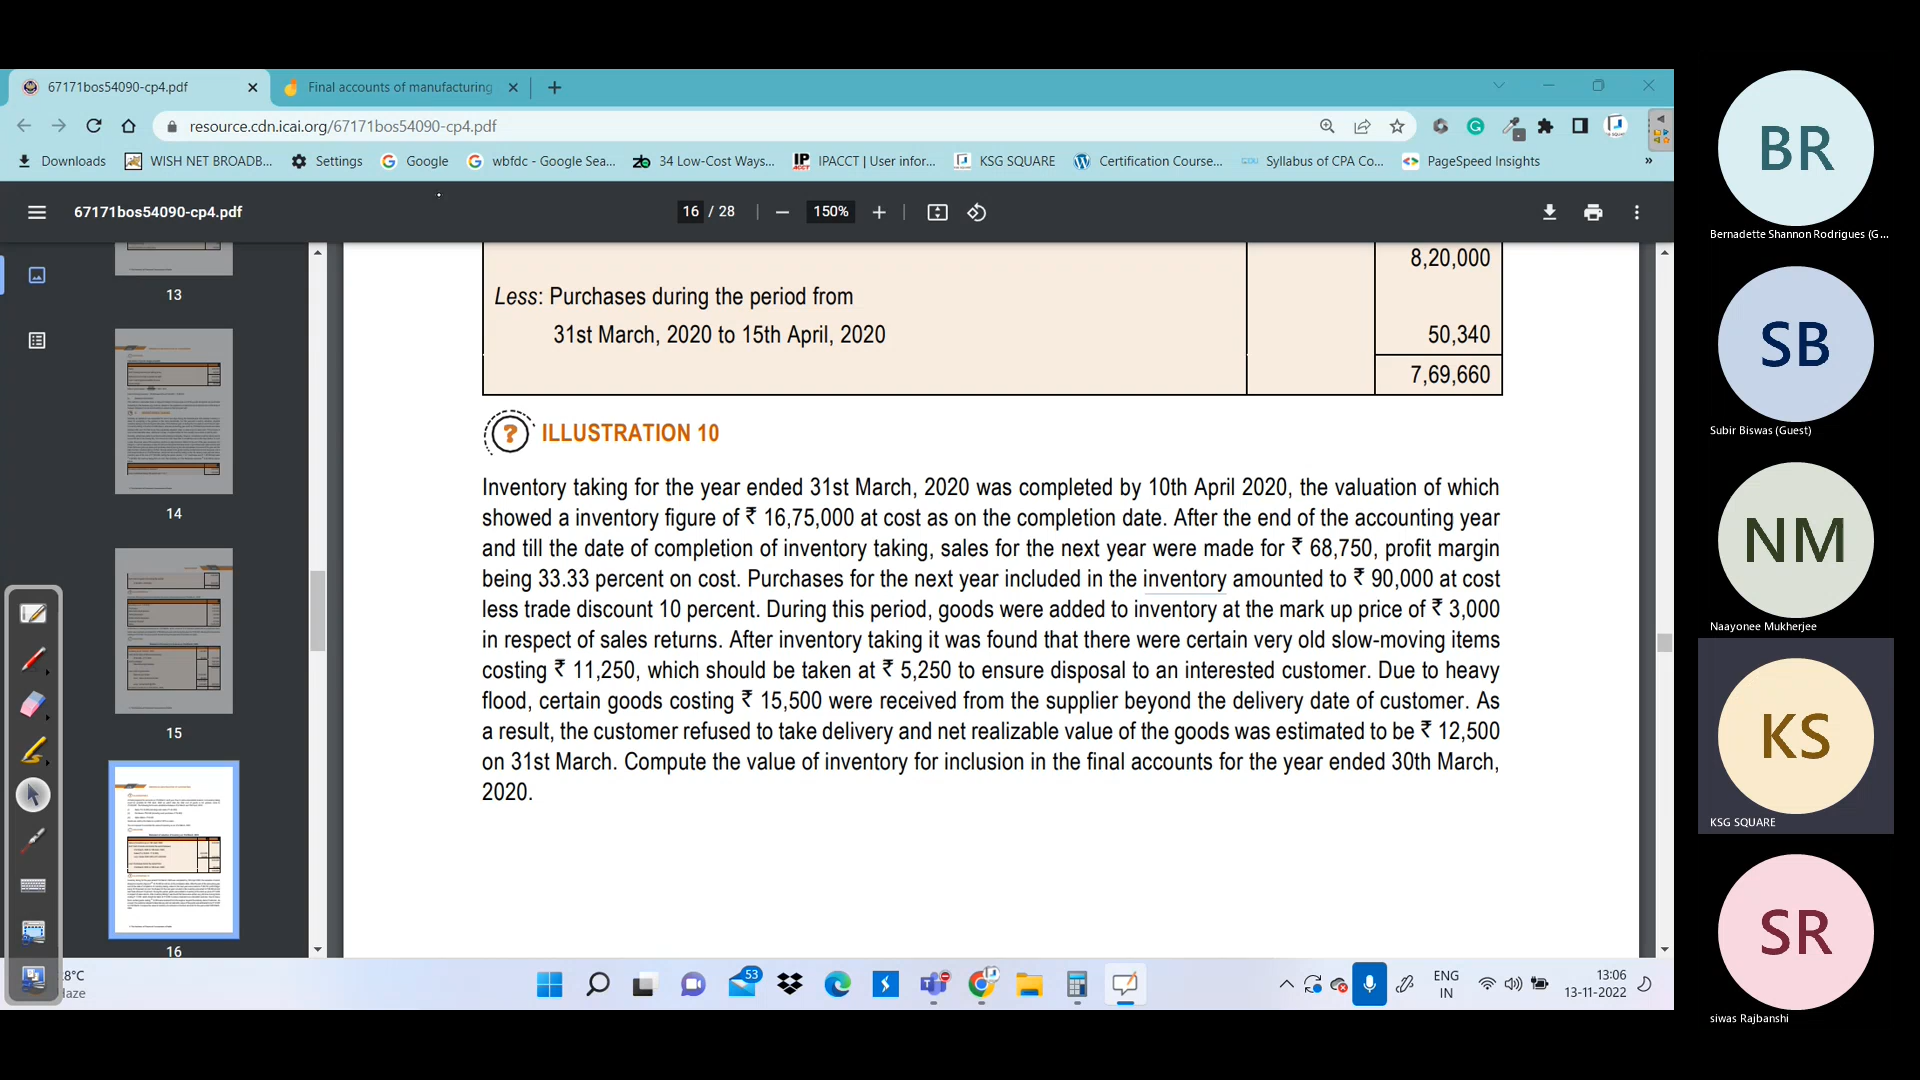 67171bos54090-cp4.pdf
Final accounts of manufacturing
resource.cdn.icai.org/67171bos54090-cp4.pdf
Downloads
WISH NET BROADB...
Settings
Google
wbfdc - Google Sea...
34 Low-Cost Ways...
IPACCT | User infor...
KSG SQUARE
Certification Course...
Syllabus of CPA Co...
PageSpeed Insights
»
67171bos54090-cp4.pdf
16 / 28
150%
13
14
15
16
8,20,000
Less: Purchases during the period from
31st March, 2020 to 15th April, 2020 50,340
7,69,660
? ILLUSTRATION 10
Inventory taking for the year ended 31st March, 2020 was completed by 10th April 2020, the valuation of which
showed a inventory figure of ₹ 16,75,000 at cost as on the completion date. After the end of the accounting year
and till the date of completion of inventory taking, sales for the next year were made for ₹ 68,750, profit margin
being 33.33 percent on cost. Purchases for the next year included in the inventory amounted to ₹ 90,000 at cost
less trade discount 10 percent. During this period, goods were added to inventory at the mark up price of ₹ 3,000
in respect of sales returns. After inventory taking it was found that there were certain very old slow-moving items
costing ₹ 11,250, which should be taken at ₹ 5,250 to ensure disposal to an interested customer. Due to heavy
flood, certain goods costing ₹ 15,500 were received from the supplier beyond the delivery date of customer. As
a result, the customer refused to take delivery and net realizable value of the goods was estimated to be ₹ 12,500
on 31st March. Compute the value of inventory for inclusion in the final accounts for the year ended 30th March,
2020.
8°C
Haze
53
ENG
IN
13:06
13-11-2022
BR
Bernadette Shannon Rodrigues (G...
SB
Subir Biswas (Guest)
NM
Naayonee Mukherjee
KS
KSG SQUARE
SR
siwas Rajbanshi